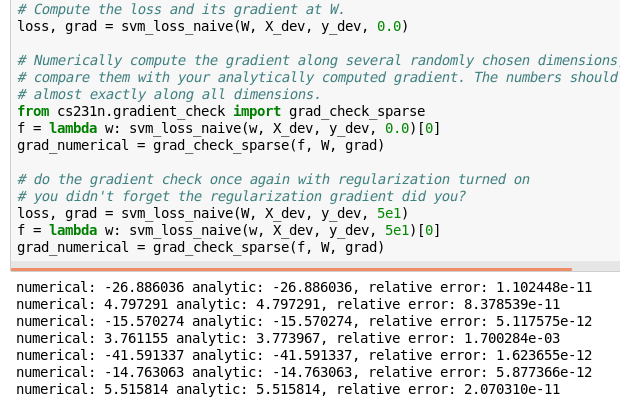 # Compute the loss and its gradient at W.
loss, grad = svm_loss_naive(W, X_dev, y_dev, 0.0)
# Numerically compute the gradient along several randomly chosen dimensions,
# compare them with your analytically computed gradient. The numbers should
# almost exactly along all dimensions.
from cs231n.gradient_check import grad_check_sparse
f = lambda w: svm_loss_naive(w, X_dev, y_dev, 0.0)[0]
grad_numerical = grad_check_sparse(f, W, grad)
# do the gradient check once again with regularization turned on
# you didn't forget the regularization gradient did you?
loss, grad = svm_loss_naive(W, X_dev, y_dev, 5e1)
f = lambda w: svm_loss_naive(w, X_dev, y_dev, 5e1)[0]
grad_numerical = grad_check_sparse(f, W, grad)
numerical: -26.886036 analytic: -26.886036, relative error: 1.102448e-11
numerical: 4.797291 analytic: 4.797291, relative error: 8.378539e-11
numerical: -15.570274 analytic: -15.570274, relative error: 5.117575e-12
numerical: 3.761155 analytic: 3.773967, relative error: 1.700284e-03
numerical: -41.591337 analytic: -41.591337, relative error: 1.623655e-12
numerical: -14.763063 analytic: -14.763063, relative error: 5.877366e-12
numerical: 5.515814 analytic: 5.515814, relative error: 2.070310e-11